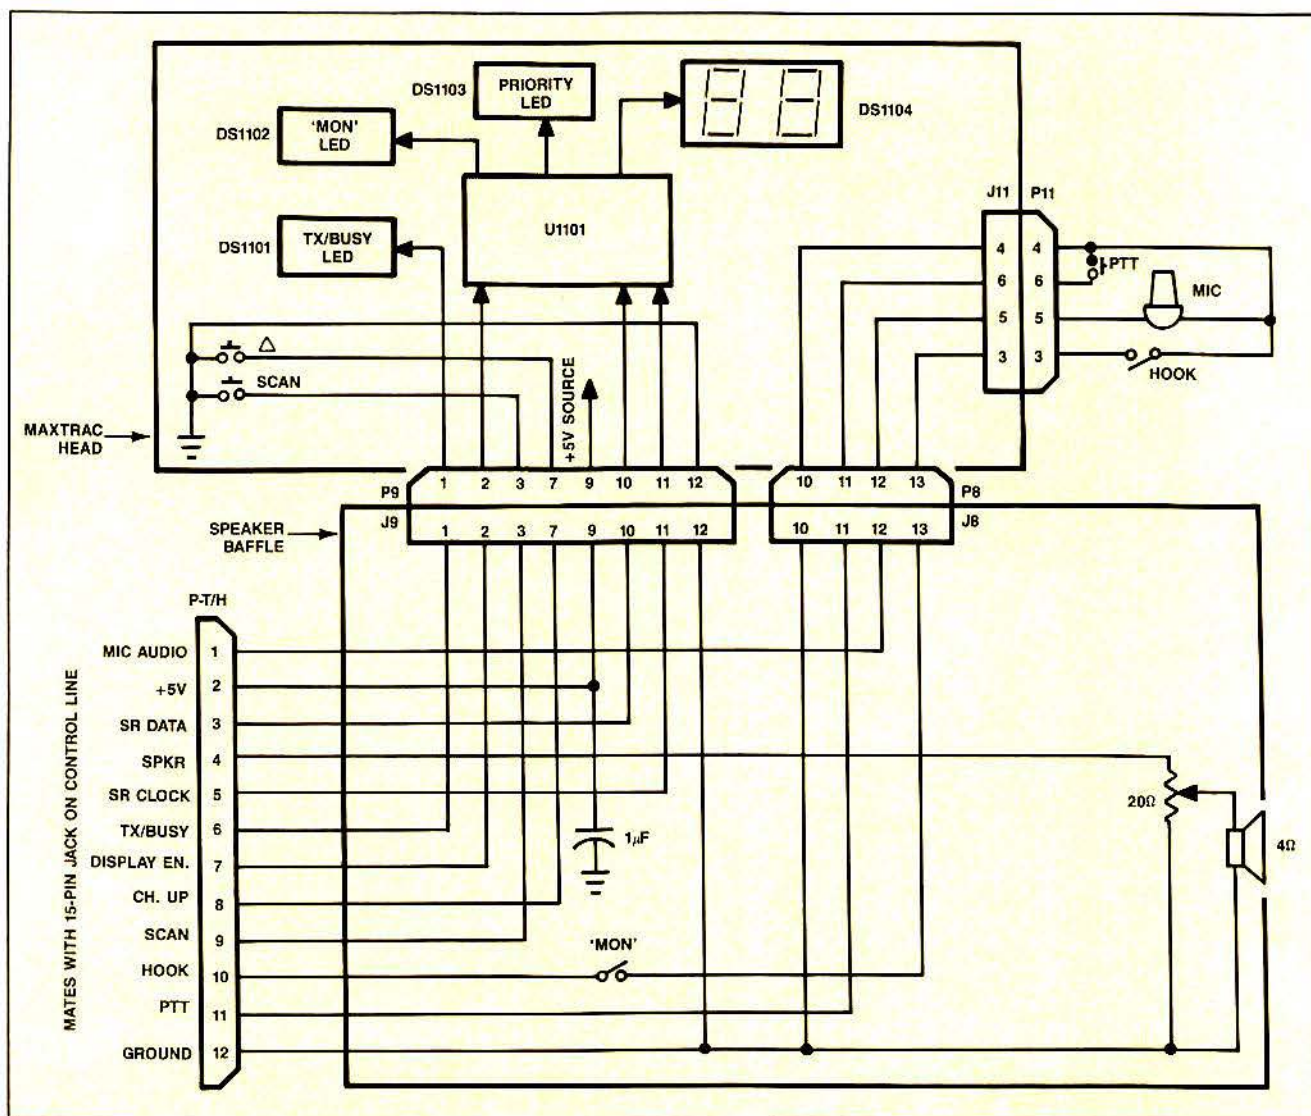 DS1103
PRIORITY
LED
DS1104
DS1102
'MON'
LED
U1101
DS1101
TX/BUSY
LED
J11 P11
4 4
6 6
5 5
3 3
PTT
MIC
HOOK
△
SCAN
+5V SOURCE
MAXTRAC
HEAD
P9
1 2 3 7 9 10 11 12
10 11 12 13
P8
SPEAKER
BAFFLE
J9
1 2 3 7 9 10 11 12
10 11 12 13
J8
P-T/H
MATES WITH 15-PIN JACK ON CONTROL LINE
MIC AUDIO 1
+5V 2
SR DATA 3
SPKR 4
SR CLOCK 5
TX/BUSY 6
DISPLAY EN. 7
CH. UP 8
SCAN 9
HOOK 10
PTT 11
GROUND 12
1µF
'MON'
20Ω
4Ω